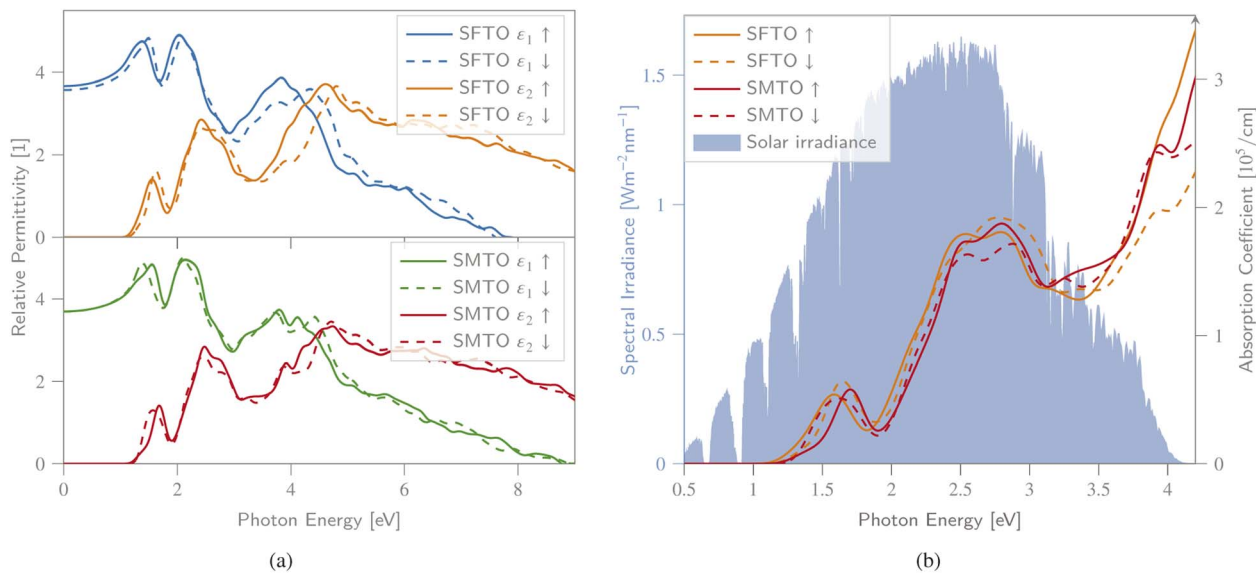 SFTO ε₁ ↑
SFTO ε₁ ↓
SFTO ε₂ ↑
SFTO ε₂ ↓
4
2
0
SMTO ε₁ ↑
SMTO ε₁ ↓
SMTO ε₂ ↑
SMTO ε₂ ↓
4
2
0
0 2 4 6 8
Relative Permittivity [1]
Photon Energy [eV]
(a)
SFTO ↑
SFTO ↓
SMTO ↑
SMTO ↓
Solar irradiance
1.5
1
0.5
0
Spectral Irradiance [Wm⁻²nm⁻¹]
3
2
1
0
Absorption Coefficient [10⁵/cm]
0.5 1 1.5 2 2.5 3 3.5 4
Photon Energy [eV]
(b)